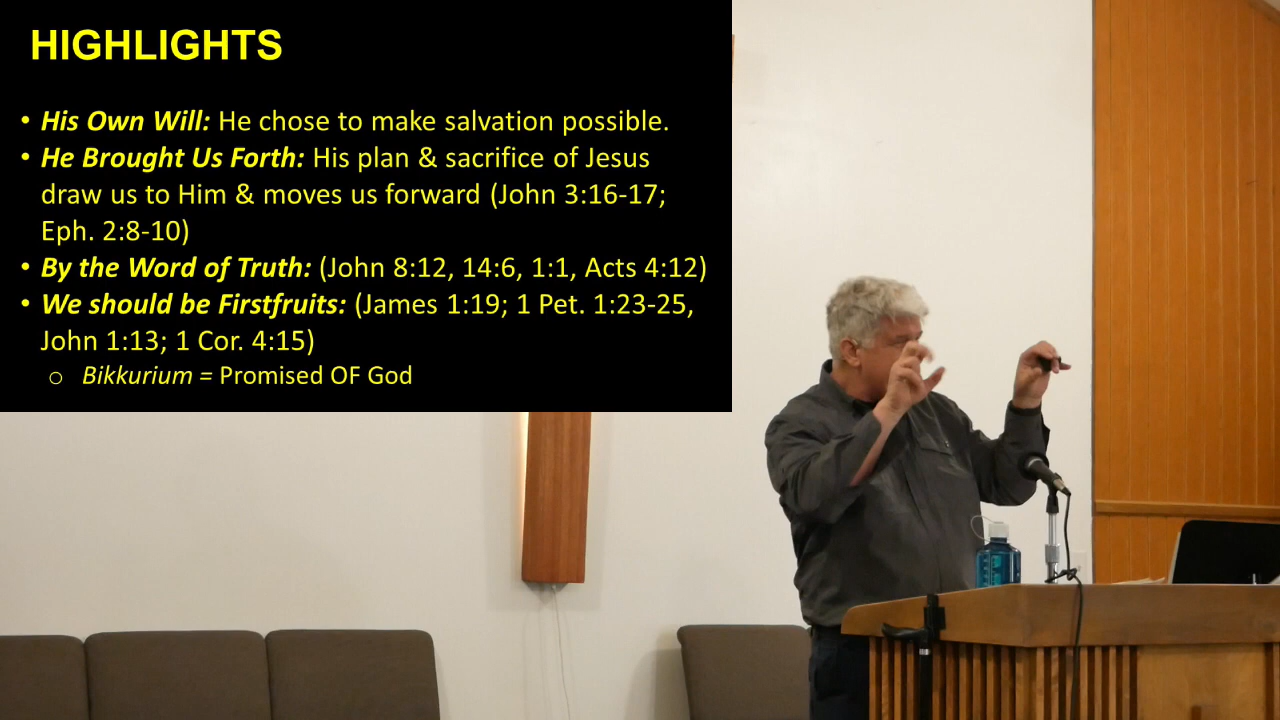 HIGHLIGHTS
• His Own Will: He chose to make salvation possible.
• He Brought Us Forth: His plan & sacrifice of Jesus
draw us to Him & moves us forward (John 3:16-17;
Eph. 2:8-10)
• By the Word of Truth: (John 8:12, 14:6, 1:1, Acts 4:12)
• We should be Firstfruits: (James 1:19; 1 Pet. 1:23-25,
John 1:13; 1 Cor. 4:15)
o Bikkurium = Promised OF God